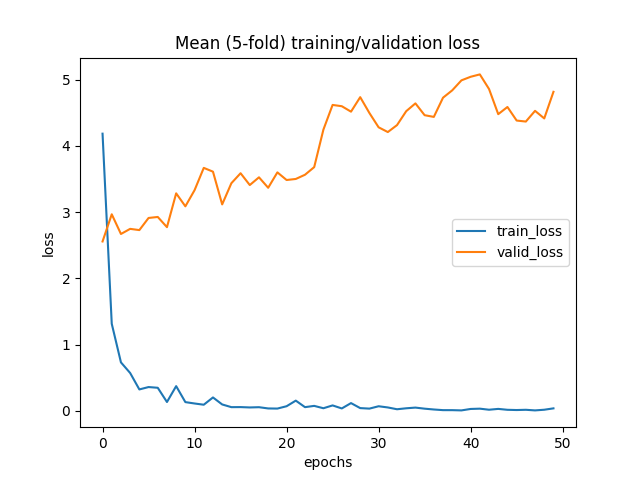 Mean (5-fold) training/validation loss
5
4
3
2
1
0
loss
train_loss
valid_loss
0 10 20 30 40 50
epochs